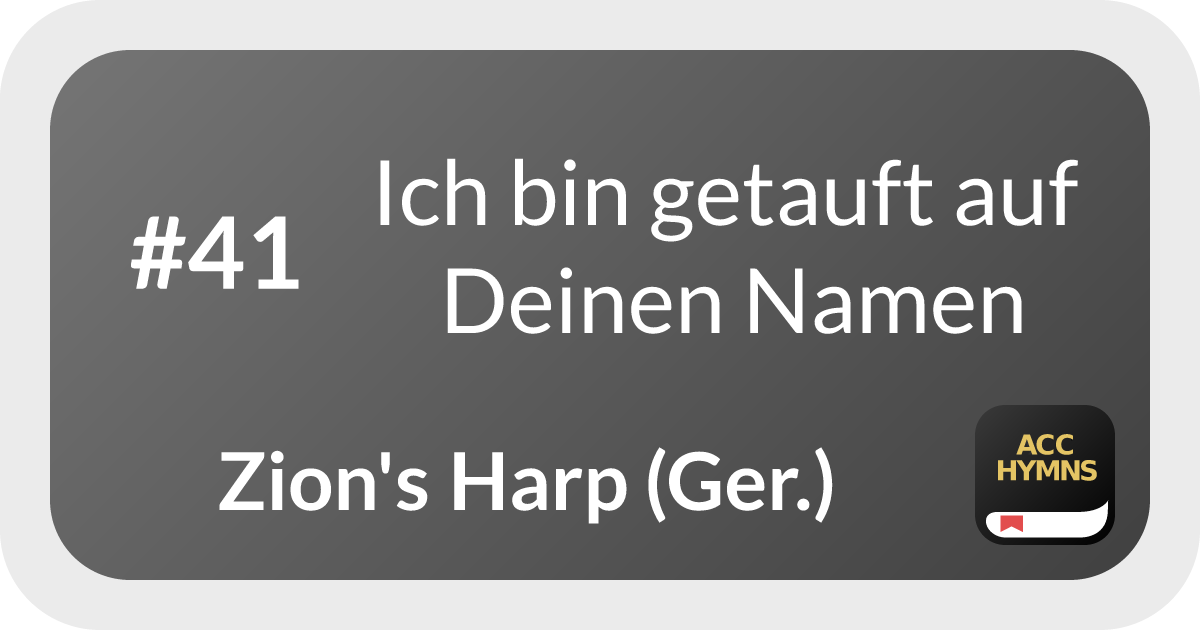 #41
Ich bin getauft auf
Deinen Namen
Zion's Harp (Ger.)
ACC
HYMNS